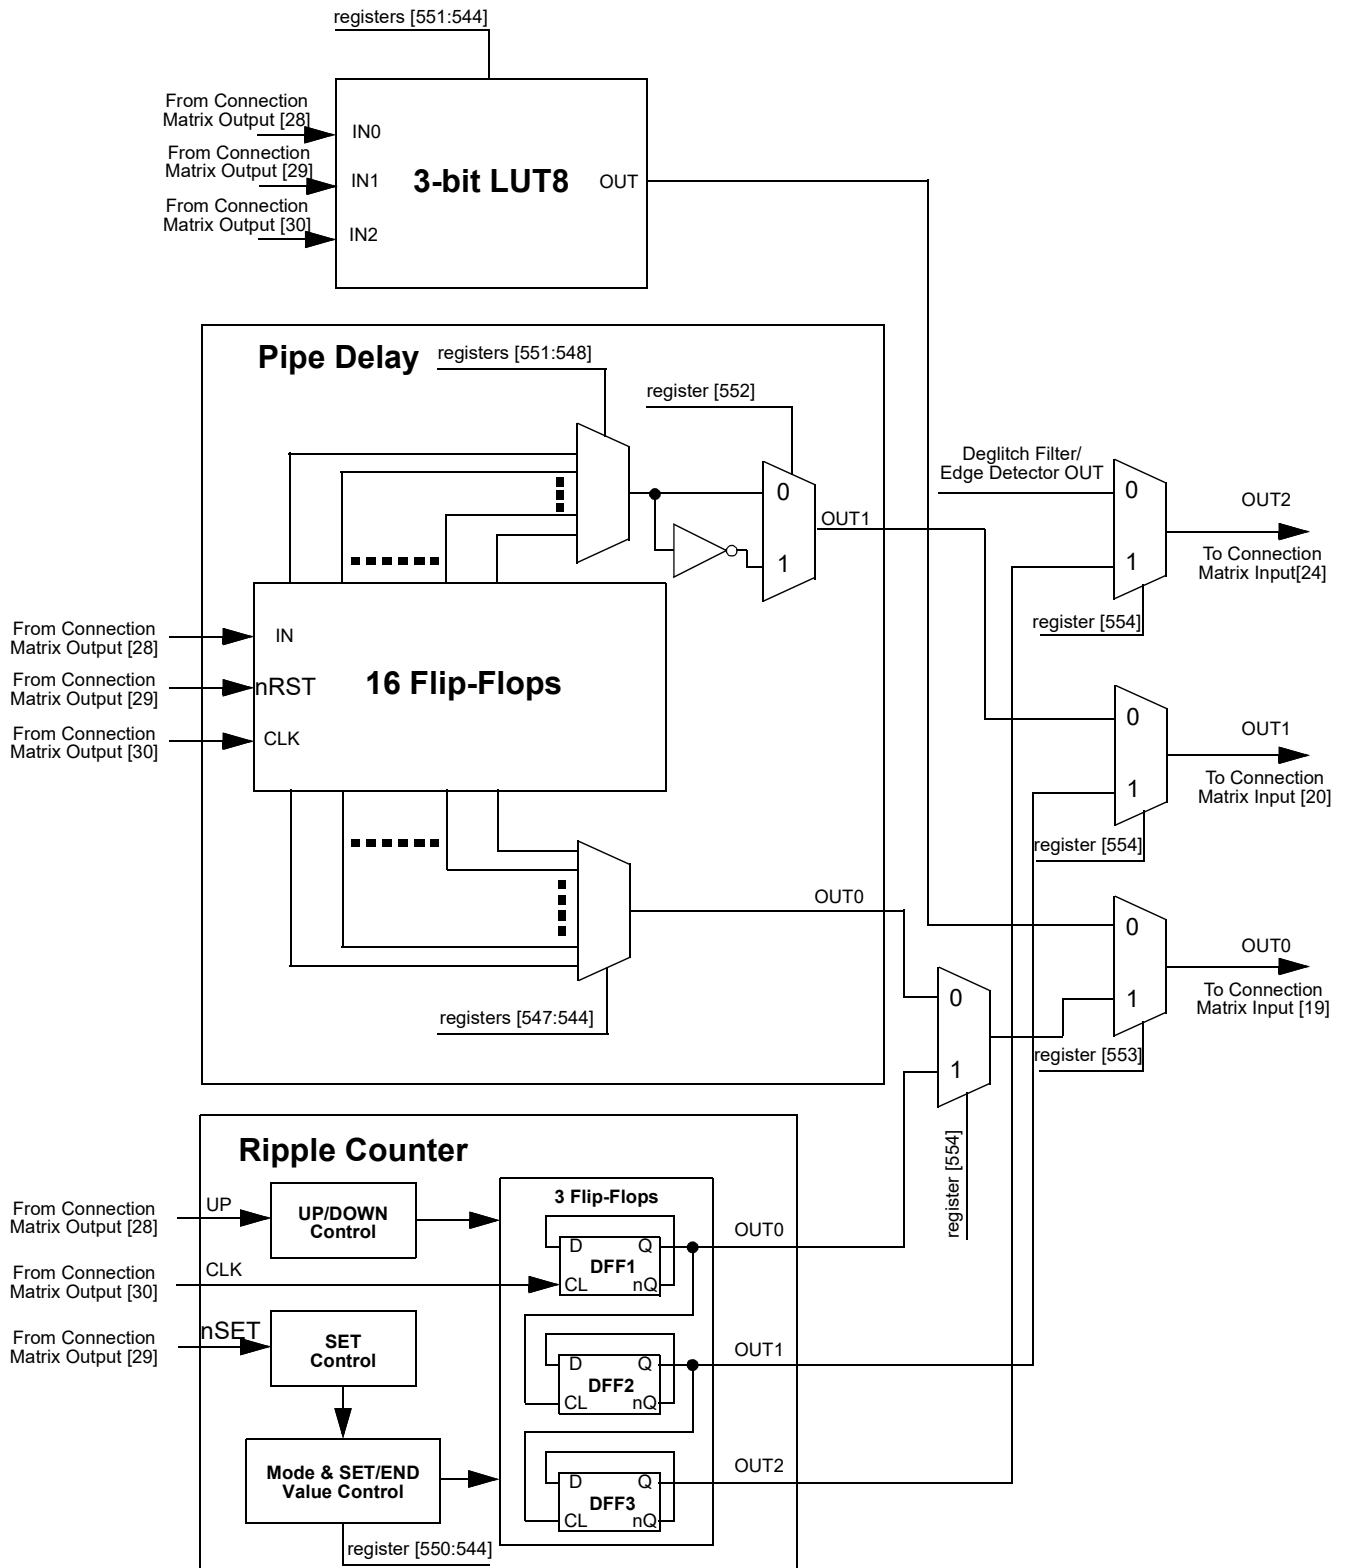 registers [551:544]
From Connection
Matrix Output [28]
IN0
From Connection
Matrix Output [29]
IN1
3-bit LUT8
OUT
From Connection
Matrix Output [30]
IN2
Pipe Delay
registers [551:548]
register [552]
0
1
OUT1
Deglitch Filter/
Edge Detector OUT
0
1
OUT2
To Connection
Matrix Input[24]
register [554]
From Connection
Matrix Output [28]
IN
From Connection
Matrix Output [29]
nRST
16 Flip-Flops
From Connection
Matrix Output [30]
CLK
0
1
OUT1
To Connection
Matrix Input [20]
register [554]
OUT0
registers [547:544]
0
1
register [554]
0
1
OUT0
To Connection
Matrix Input [19]
register [553]
Ripple Counter
From Connection
Matrix Output [28]
UP
UP/DOWN
Control
3 Flip-Flops
D
Q
DFF1
CL
nQ
OUT0
From Connection
Matrix Output [30]
CLK
From Connection
Matrix Output [29]
nSET
SET
Control
D
Q
DFF2
CL
nQ
OUT1
Mode & SET/END
Value Control
D
Q
DFF3
CL
nQ
OUT2
register [550:544]